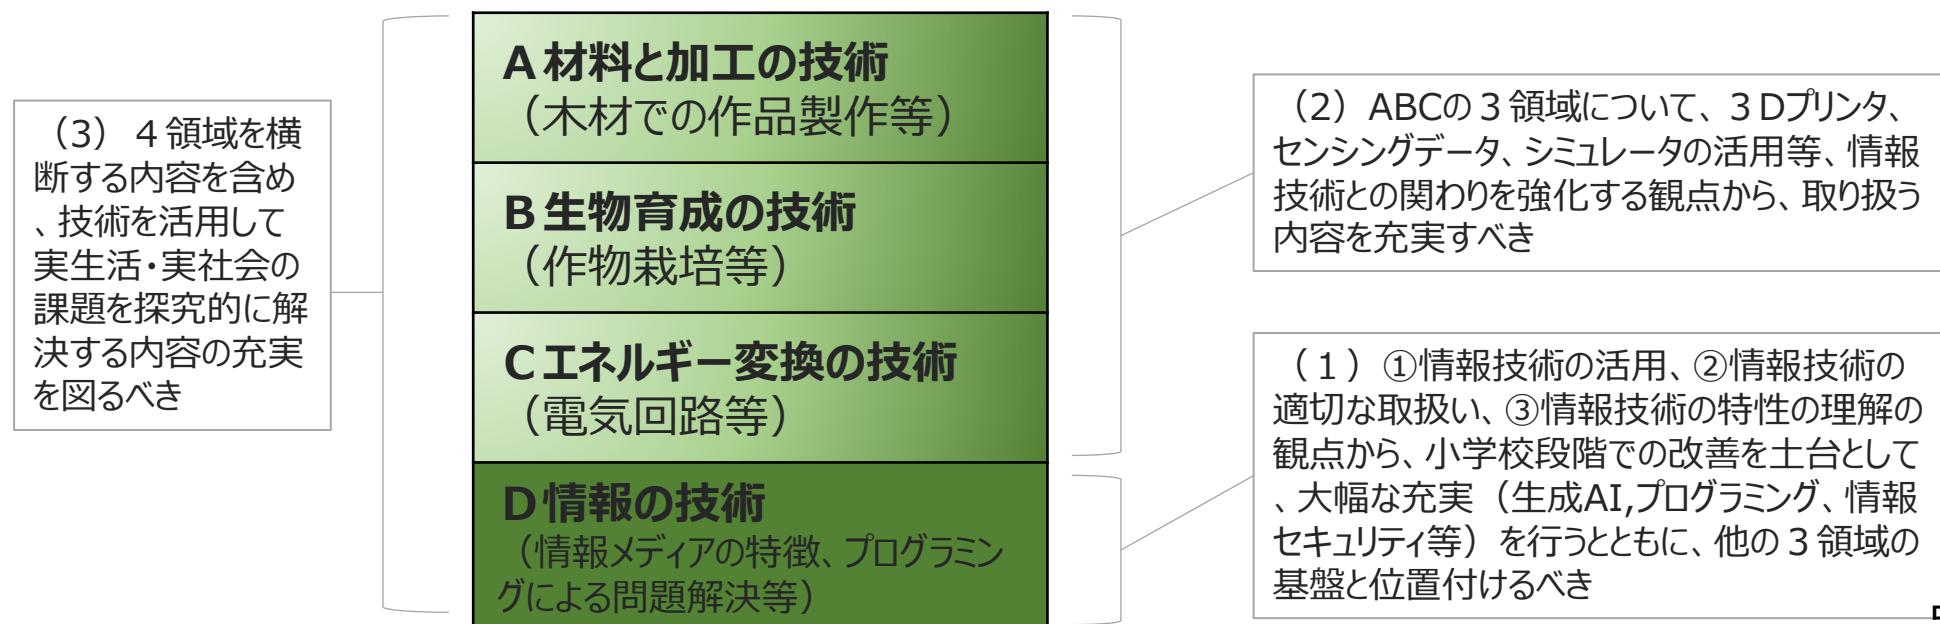 （3）４領域を横
断する内容を含め
、技術を活用して
実生活・実社会の
課題を探究的に解
決する内容の充実
を図るべき
A 材料と加工の技術
（木材での作品製作等）
B 生物育成の技術
（作物栽培等）
C エネルギー変換の技術
（電気回路等）
D 情報の技術
（情報メディアの特徴、プログラミン
グによる問題解決等）
（2）ABCの３領域について、３Dプリンタ、
センシングデータ、シミュレータの活用等、情報
技術との関わりを強化する観点から、取り扱う
内容を充実すべき
（１）①情報技術の活用、②情報技術の
適切な取扱い、③情報技術の特性の理解の
観点から、小学校段階での改善を土台として
、大幅な充実（生成AI,プログラミング、情報
セキュリティ等）を行うとともに、他の３領域の
基盤と位置付けるべき